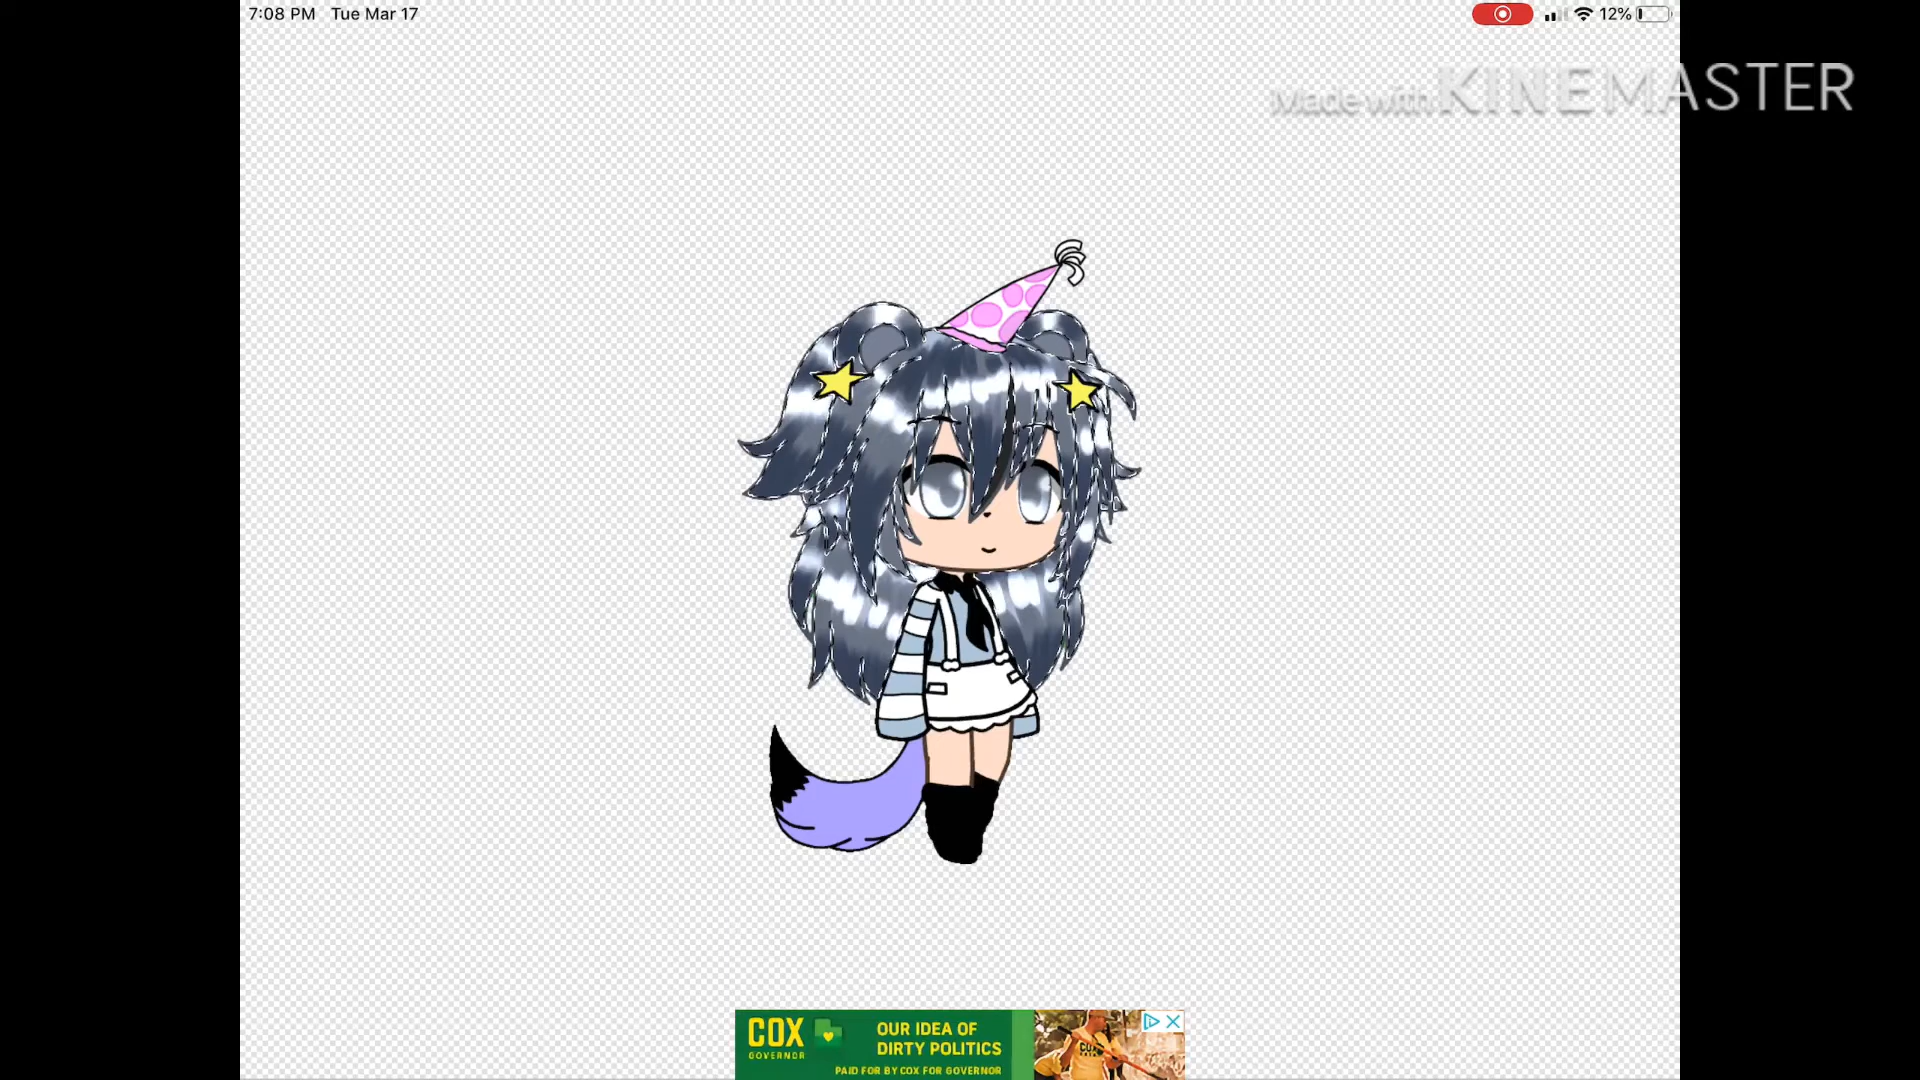 7:08 PM Tue Mar 17
12%
Made with KINEMASTER
COX
GOVERNOR
OUR IDEA OF
DIRTY POLITICS
PAID FOR BY COX FOR GOVERNOR
COX